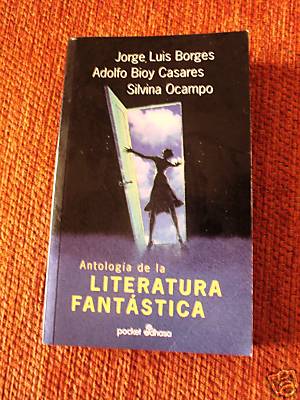 Jorge Luis Borges
Adolfo Bioy Casares
Silvina Ocampo
Antología de la
LITERATURA
FANTÁSTICA
pocket edhasa